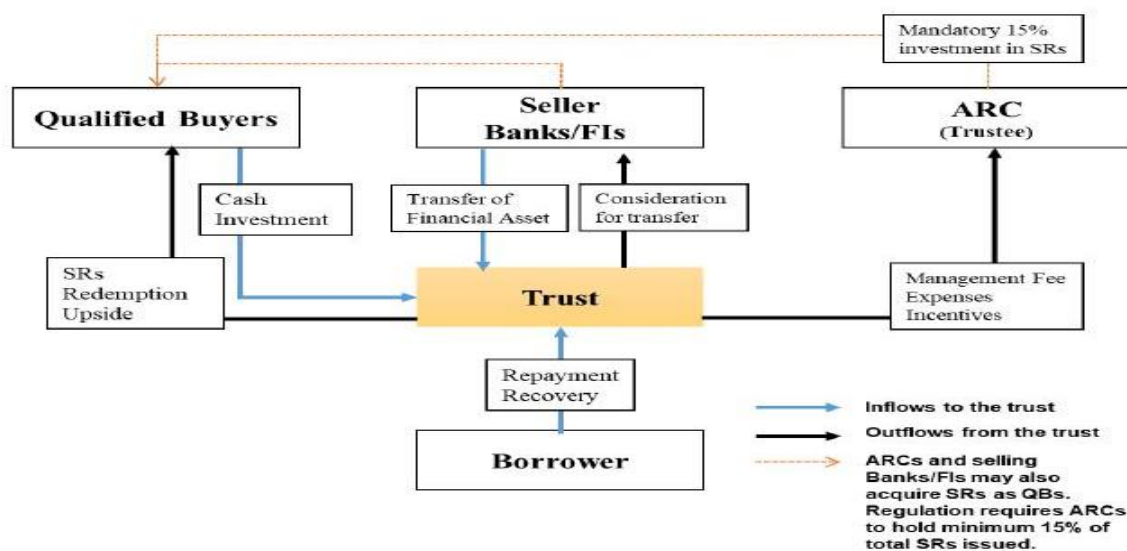 Mandatory 15%
investment in SRs
Qualified Buyers
Seller
Banks/FIs
ARC
(Trustee)
Cash
Investment
Transfer of
Financial Asset
Consideration
for transfer
SRs
Redemption
Upside
Trust
Management Fee
Expenses
Incentives
Repayment
Recovery
Borrower
Inflows to the trust
Outflows from the trust
ARCs and selling
Banks/FIs may also
acquire SRs as QBs.
Regulation requires ARCs
to hold minimum 15% of
total SRs issued.